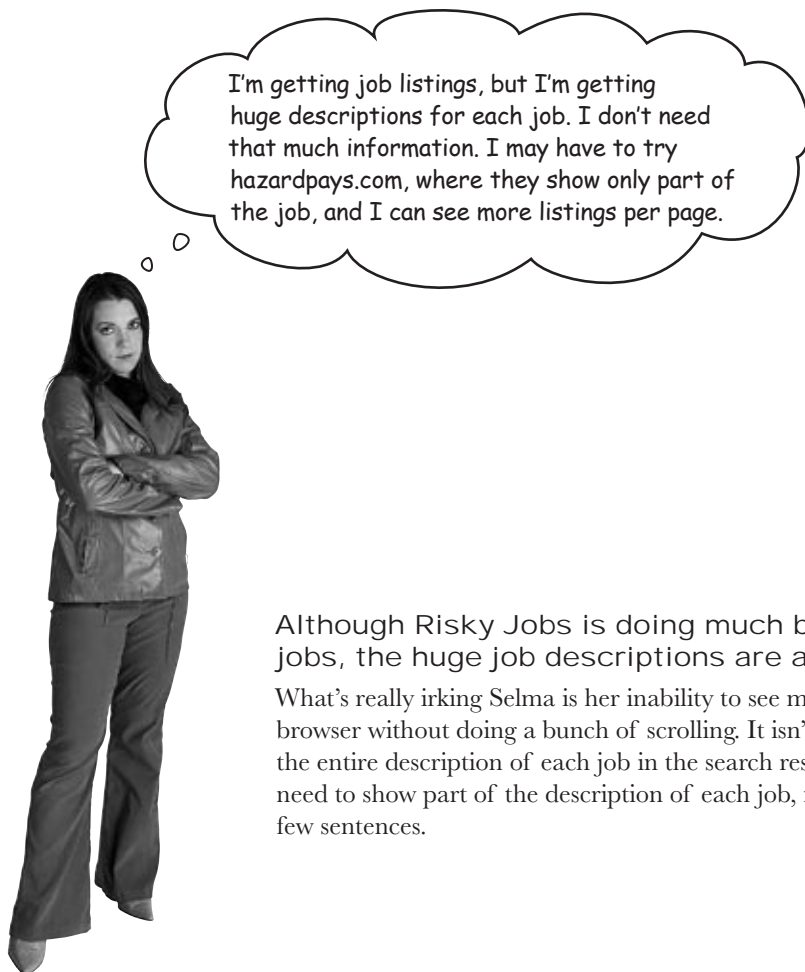 I'm getting job listings, but I'm getting
huge descriptions for each job. I don't need
that much information. I may have to try
hazardpays.com, where they show only part of
the job, and I can see more listings per page.
Although Risky Jobs is doing much
jobs, the huge job descriptions are
What's really irking Selma is her inability to see
browser without doing a bunch of scrolling. It isn'
the entire description of each job in the search
need to show part of the description of each job,
few sentences.